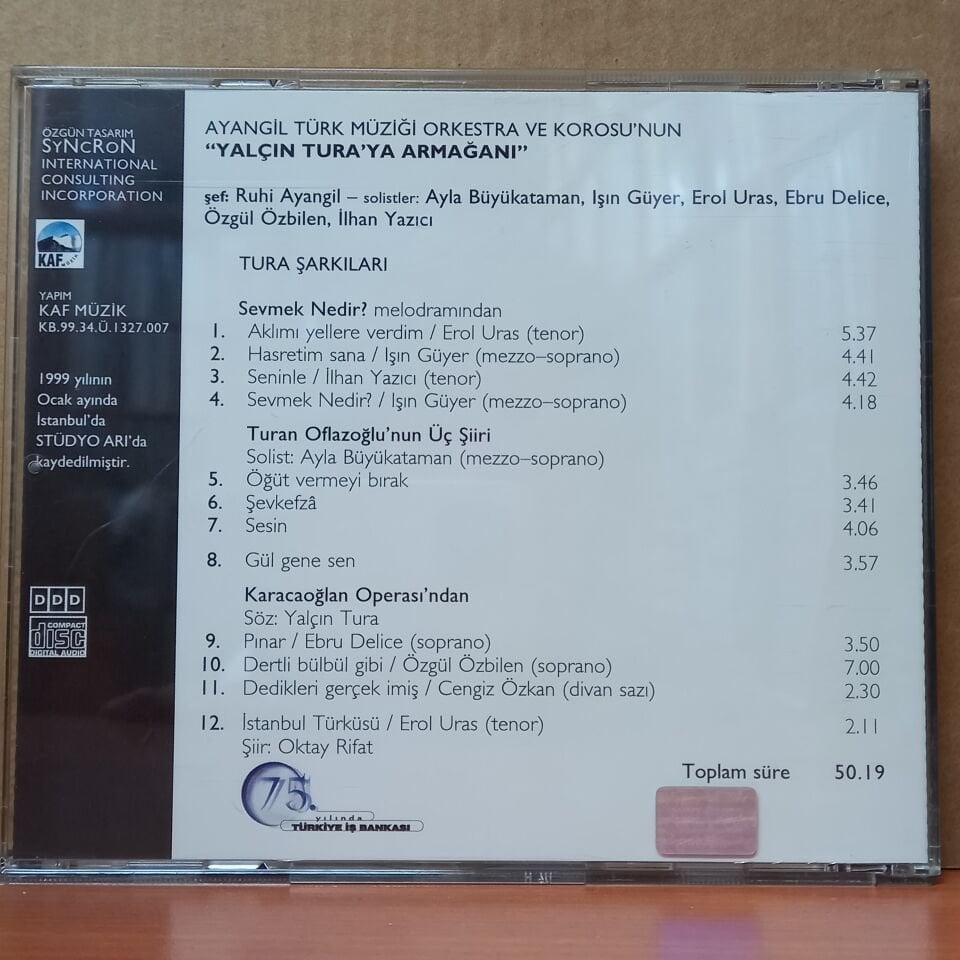 ÖZGÜN TASARIM
SYNCRON
INTERNATIONAL
CONSULTING
INCORPORATION
KAF MÜZİK
YAPIM
KAF MÜZİK
KB.99.34.Ü.1327.007
1999 yılının
Ocak ayında
İstanbul'da
STÜDYO ARI'da
kaydedilmiştir.
DDD
COMPACT
disc
DIGITAL AUDIO
AYANGİL TÜRK MÜZİĞİ ORKESTRA VE KOROSU'NUN
“YALÇIN TURA'YA ARMAĞANI”
şef: Ruhi Ayangil – solistler: Ayla Büyükataman, Işın Güyer, Erol Uras, Ebru Delice,
Özgül Özbilen, İlhan Yazıcı
TURA ŞARKILARI
Sevmek Nedir? melodramından
1. Aklımı yellere verdim / Erol Uras (tenor) 5.37
2. Hasretim sana / Işın Güyer (mezzo–soprano) 4.41
3. Seninle / İlhan Yazıcı (tenor) 4.42
4. Sevmek Nedir? / Işın Güyer (mezzo–soprano) 4.18
Turan Oflazoğlu'nun Üç Şiiri
Solist: Ayla Büyükataman (mezzo–soprano)
5. Öğüt vermeyi bırak 3.46
6. Şevkefzâ 3.41
7. Sesin 4.06
8. Gül gene sen 3.57
Karacaoğlan Operası'ndan
Söz: Yalçın Tura
9. Pınar / Ebru Delice (soprano) 3.50
10. Dertli bülbül gibi / Özgül Özbilen (soprano) 7.00
11. Dedikleri gerçek imiş / Cengiz Özkan (divan sazı) 2.30
12. İstanbul Türküsü / Erol Uras (tenor) 2.11
Şiir: Oktay Rifat
Toplam süre 50.19
75.
yılında
TÜRKİYE İŞ BANKASI